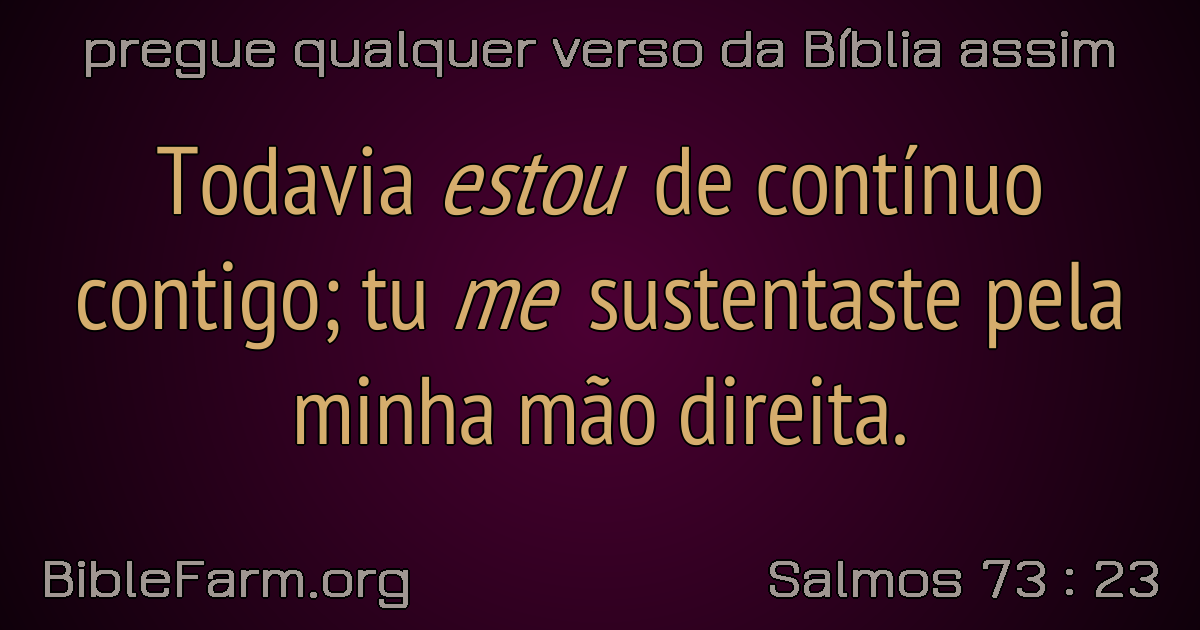 pregue qualquer verso da Bíblia assim
Todavia estou de contínuo
contigo; tu me sustentaste pela
minha mão direita.
BibleFarm.org
Salmos 73 : 23